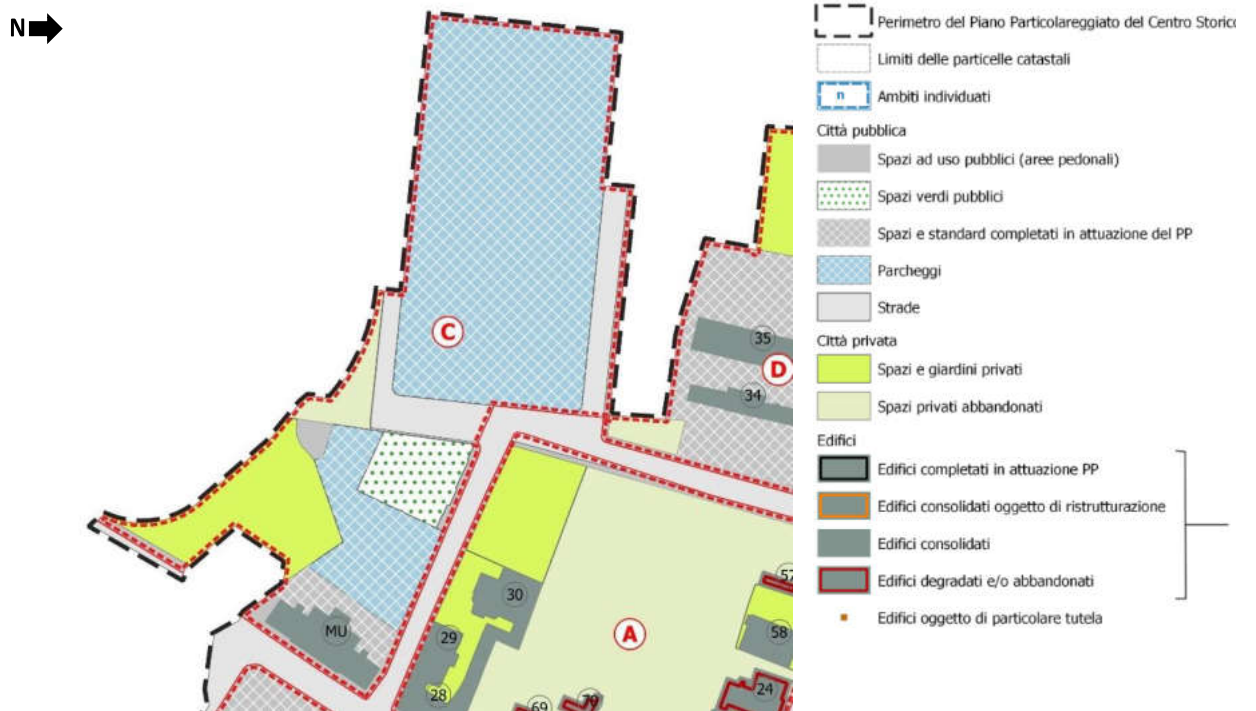 N
C
35
D
34
30
MU
29
28
A
57
58
24
69
70
Perimetro del Piano Particolareggiato del Centro Storico
Limiti delle particelle catastali
n
Ambiti individuati
Città pubblica
Spazi ad uso pubblici (aree pedonali)
Spazi verdi pubblici
Spazi e standard completati in attuazione del PP
Parcheggi
Strade
Città privata
Spazi e giardini privati
Spazi privati abbandonati
Edifici
Edifici completati in attuazione PP
Edifici consolidati oggetto di ristrutturazione
Edifici consolidati
Edifici degradati e/o abbandonati
Edifici oggetto di particolare tutela